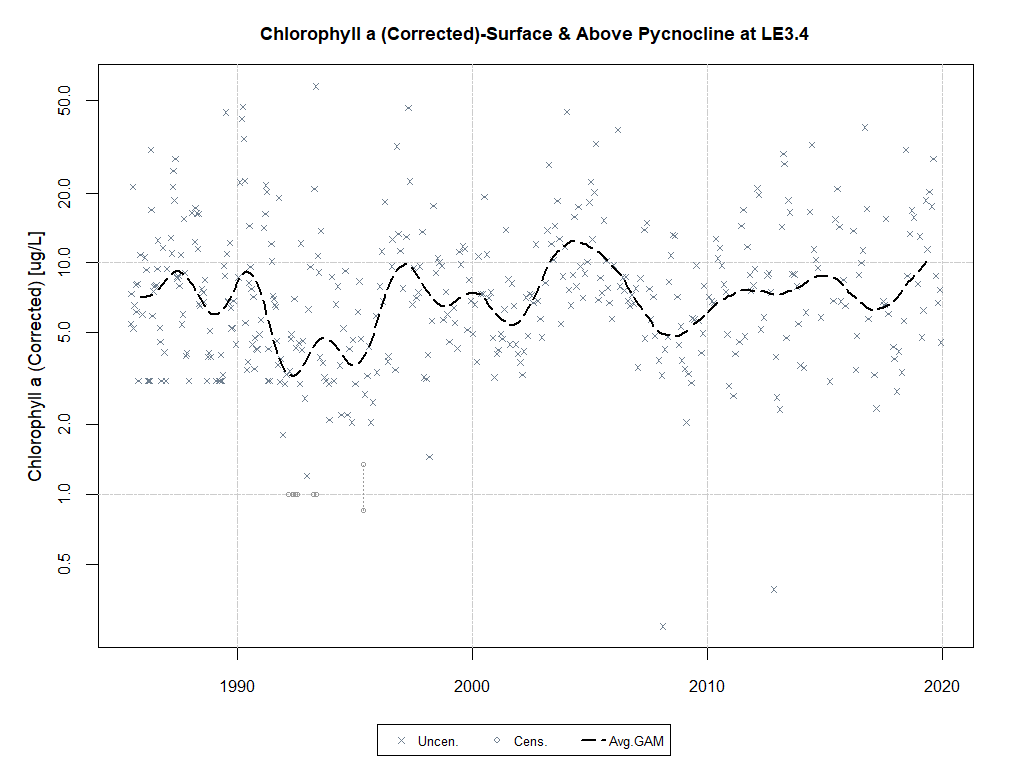 Chlorophyll a (Corrected)-Surface & Above Pycnocline at LE3.4
Chlorophyll a (Corrected) [ug/L]
50.0
20.0
10.0
5.0
2.0
1.0
0.5
1990 2000 2010 2020
Uncen. Cens. Avg.GAM